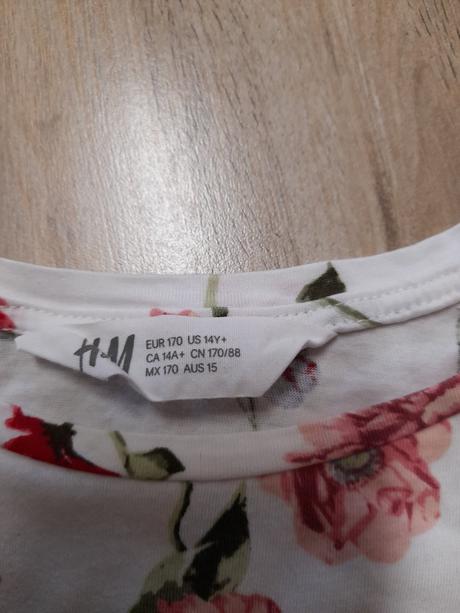 H&M
EUR 170 US 14Y+
CA 14A+ CN 170/88
MX 170 AUS 15